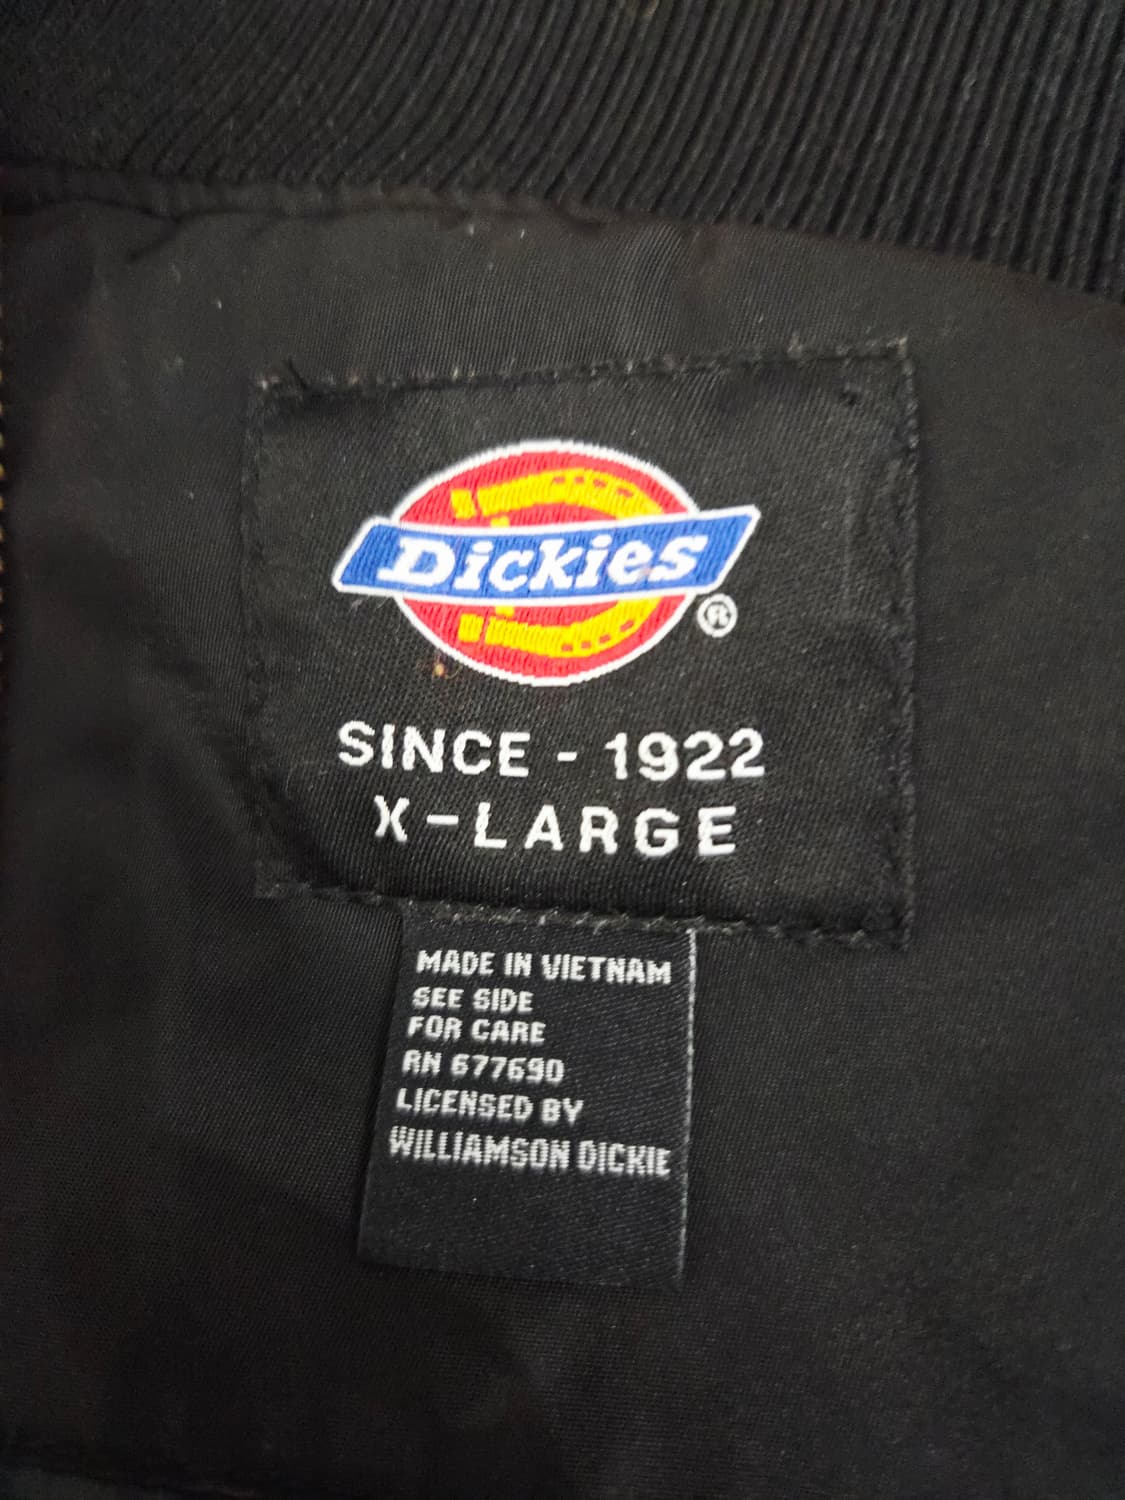 Dickies
®
SINCE - 1922
X-LARGE
MADE IN VIETNAM
SEE SIDE
FOR CARE
RN 677690
LICENSED BY
WILLIAMSON DICKIE